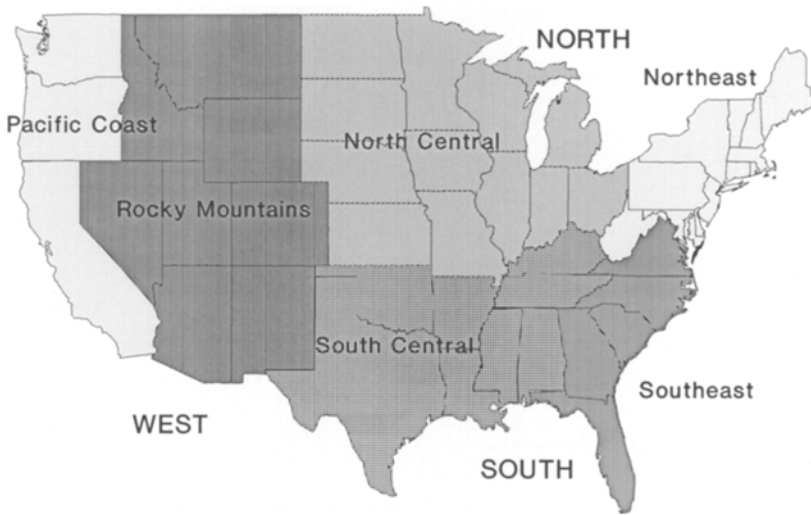 NORTH
Northeast
Pacific Coast
North Central
Rocky Mountains
South Central
Southeast
WEST
SOUTH